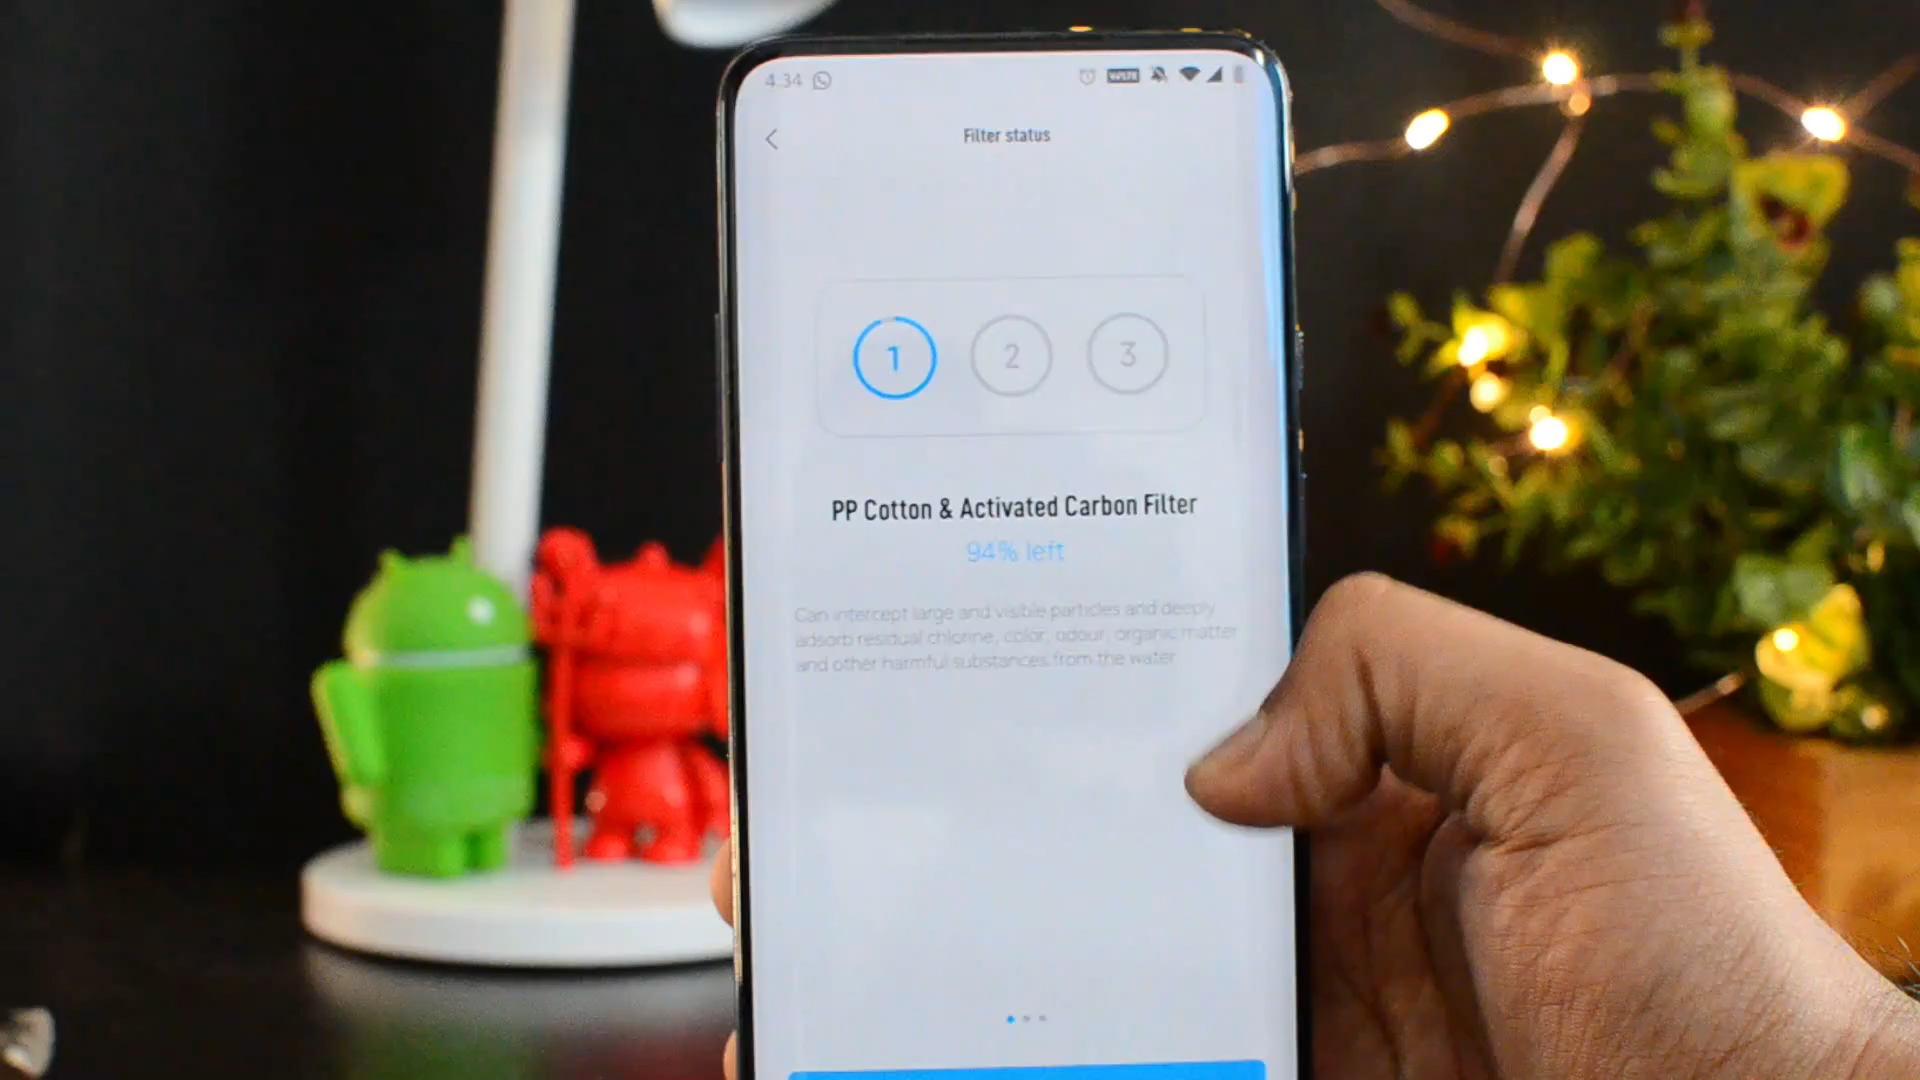 4:34
VoLTE
Filter status
1 2 3
PP Cotton & Activated Carbon Filter
94% left
Can intercept large and visible particles and deeply
adsorb residual chlorine, color, odour, organic matter
and other harmful substances from the water